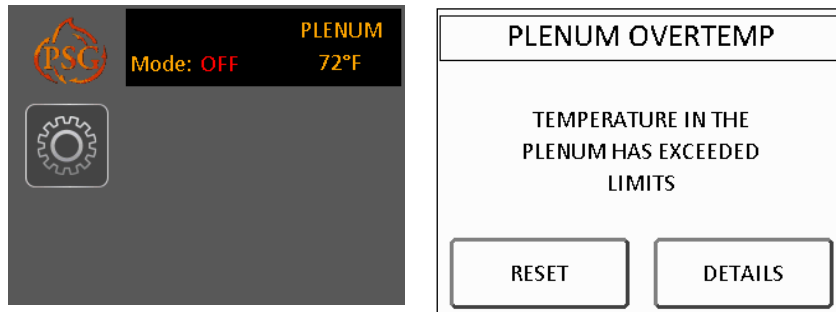 PSG
PLENUM
Mode: OFF 72°F
PLENUM OVERTEMP
TEMPERATURE IN THE
PLENUM HAS EXCEEDED
LIMITS
RESET DETAILS